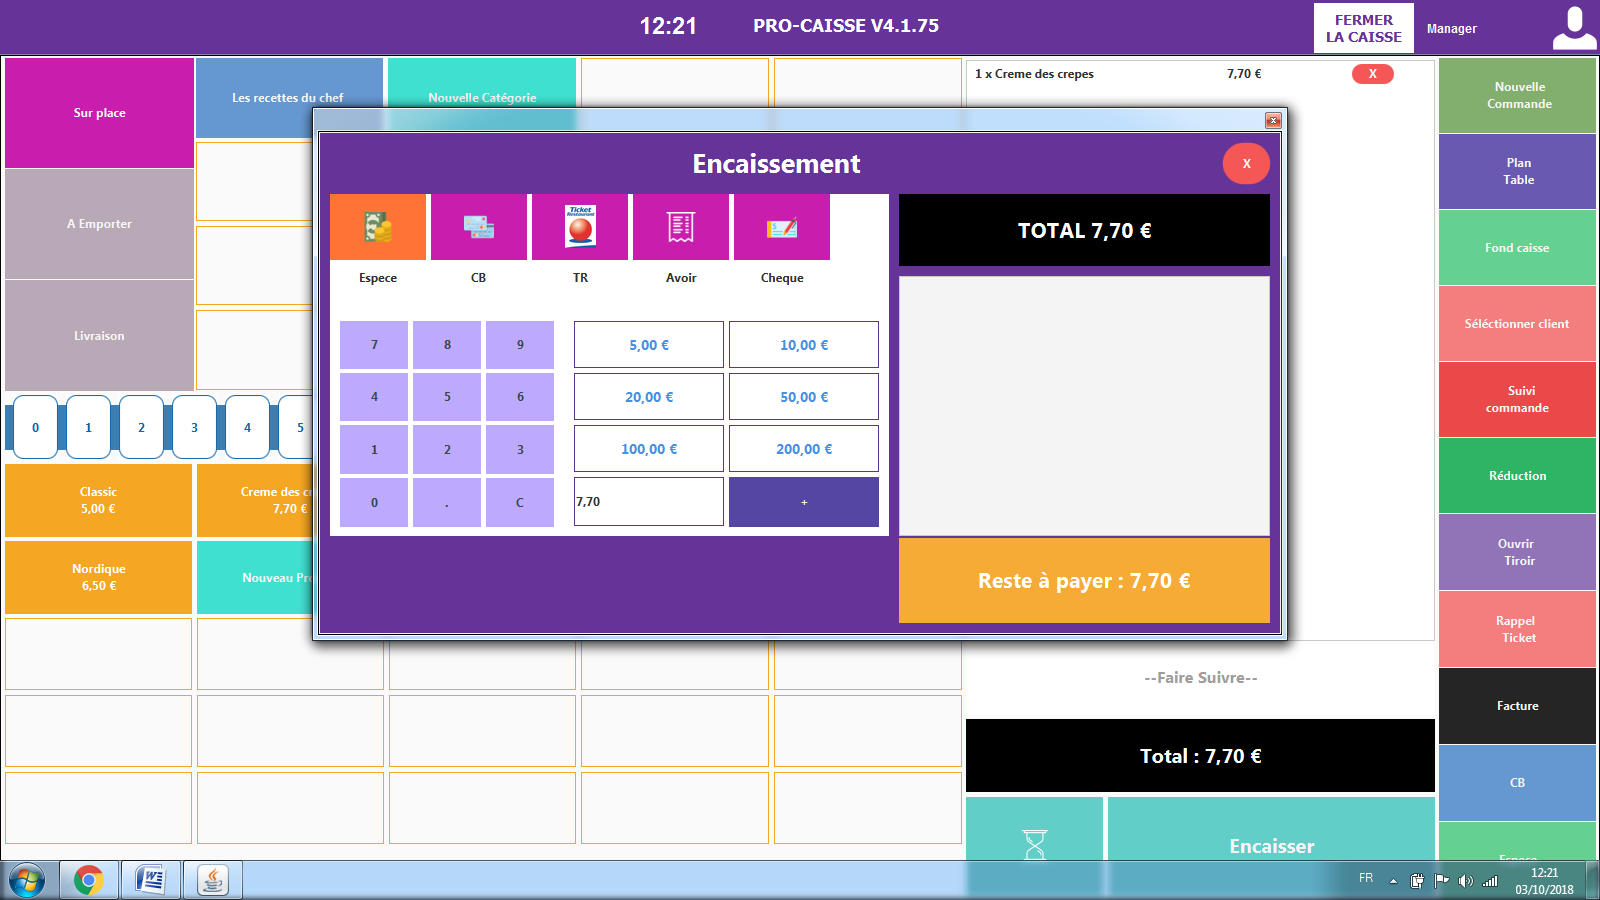 12:21
PRO-CAISSE V4.1.75
FERMER
LA CAISSE
Manager
Sur place
A Emporter
Livraison
Les recettes du chef
Nouvelle Catégorie
1 x Creme des crepes 7,70 € X
Nouvelle
Commande
Plan
Table
Fond caisse
Séléctionner client
Suivi
commande
Réduction
Ouvrir
Tiroir
Rappel
Ticket
Facture
CB
Espece
x
Encaissement
X
Ticket
Restaurant
Espece CB TR Avoir Cheque
7 8 9 5,00 € 10,00 €
4 5 6 20,00 € 50,00 €
1 2 3 100,00 € 200,00 €
0 . C 7,70 +
TOTAL 7,70 €
Reste à payer : 7,70 €
0 1 2 3 4 5
Classic
5,00 €
Creme des
7,70 €
Nordique
6,50 €
Nouveau
--Faire Suivre--
Total : 7,70 €
Encaisser
W
FR
12:21
03/10/2018